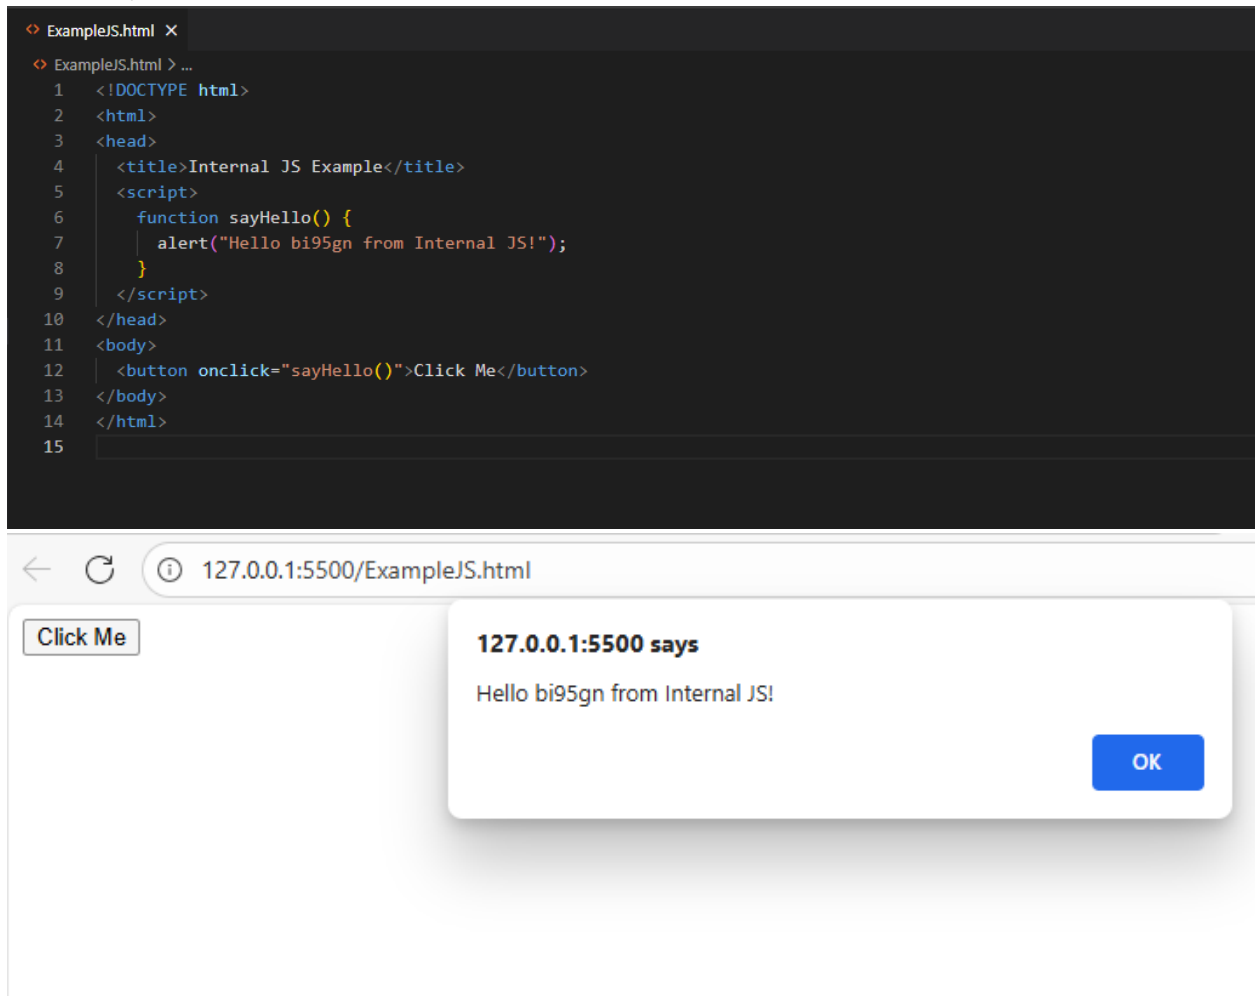 ExampleJS.html
ExampleJS.html > ...
1 <!DOCTYPE html>
2 <html>
3 <head>
4 <title>Internal JS Example</title>
5 <script>
6 function sayHello() {
7 alert("Hello bi95gn from Internal JS!");
8 }
9 </script>
10 </head>
11 <body>
12 <button onclick="sayHello()">Click Me</button>
13 </body>
14 </html>
15
127.0.0.1:5500/ExampleJS.html
Click Me
127.0.0.1:5500 says
Hello bi95gn from Internal JS!
OK